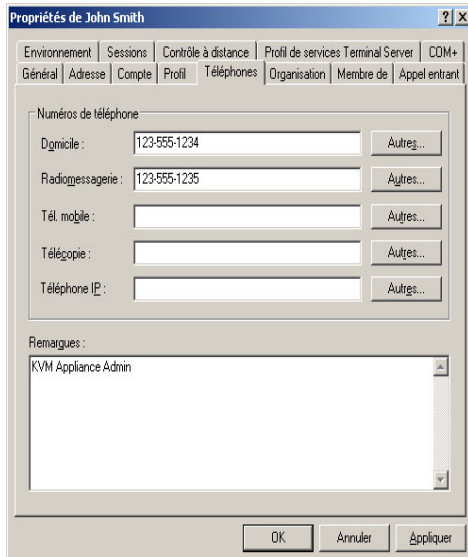 Propriétés de John Smith
Environnement Sessions Contrôle à distance Profil de services Terminal Server COM+
Général Adresse Compte Profil Téléphones Organisation Membre de Appel entrant
Numéros de téléphone
Domicile : 123-555-1234 Autres...
Radiomessagerie : 123-555-1235 Autres...
Tél. mobile : Autres...
Télécopie : Autres...
Téléphone IP : Autres...
Remarques :
KVM Appliance Admin
OK Annuler Appliquer